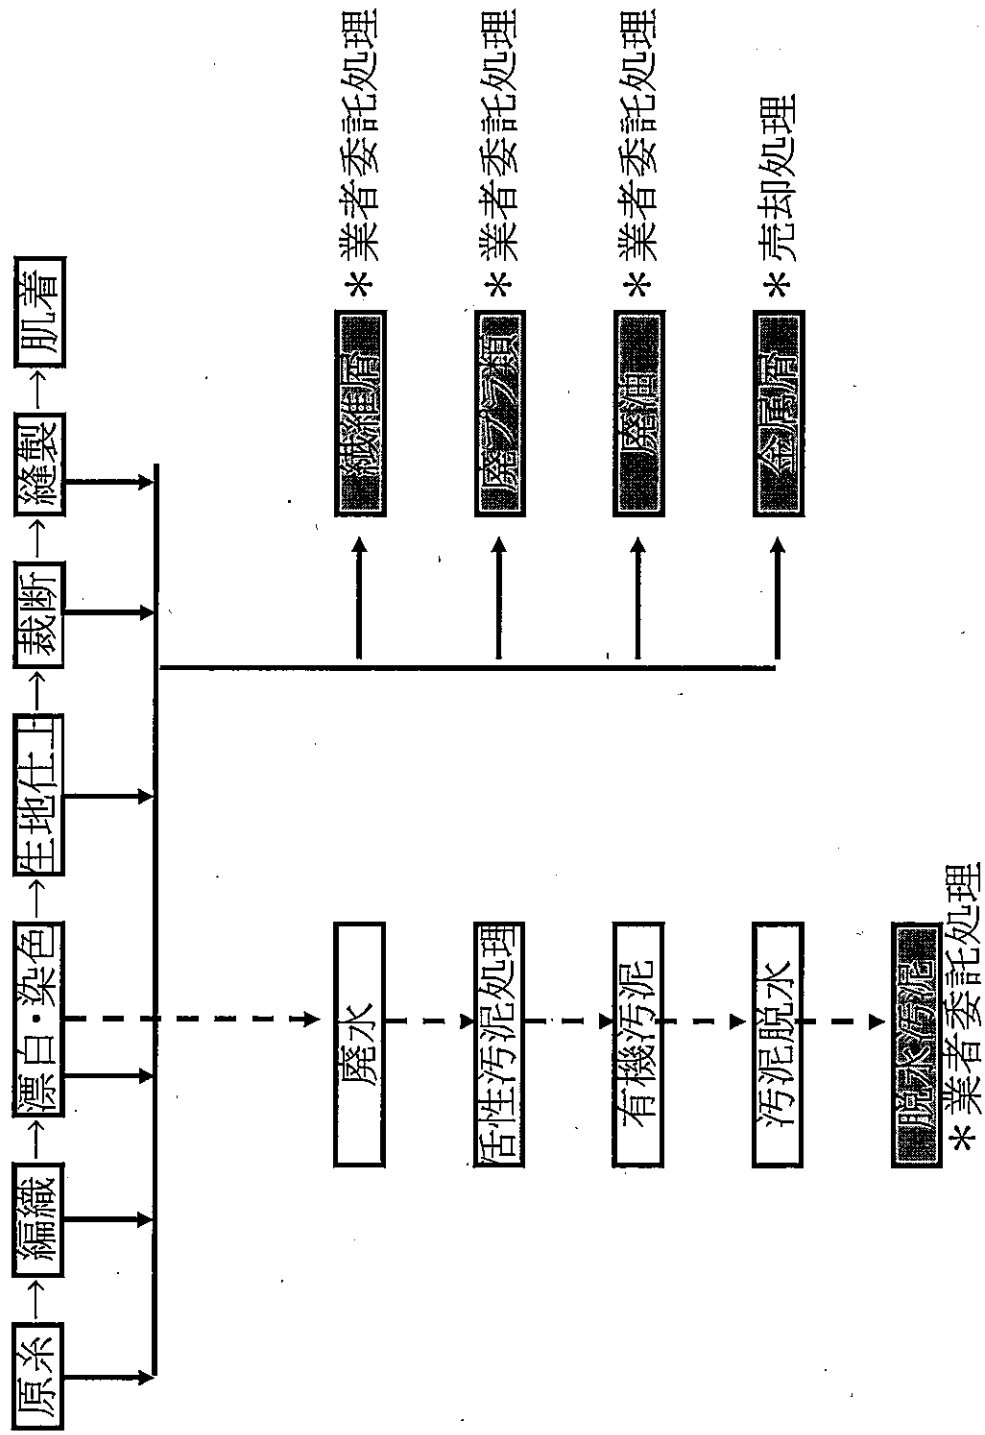 原糸
編織
漂白・染色
生地仕上
裁断
縫製
肌着
廃水
活性汚泥処理
有機汚泥
汚泥脱水
脱水汚泥
＊業者委託処理
繊維屑
＊業者委託処理
廃プラ類
＊業者委託処理
廃油
＊業者委託処理
金属屑
＊売却処理